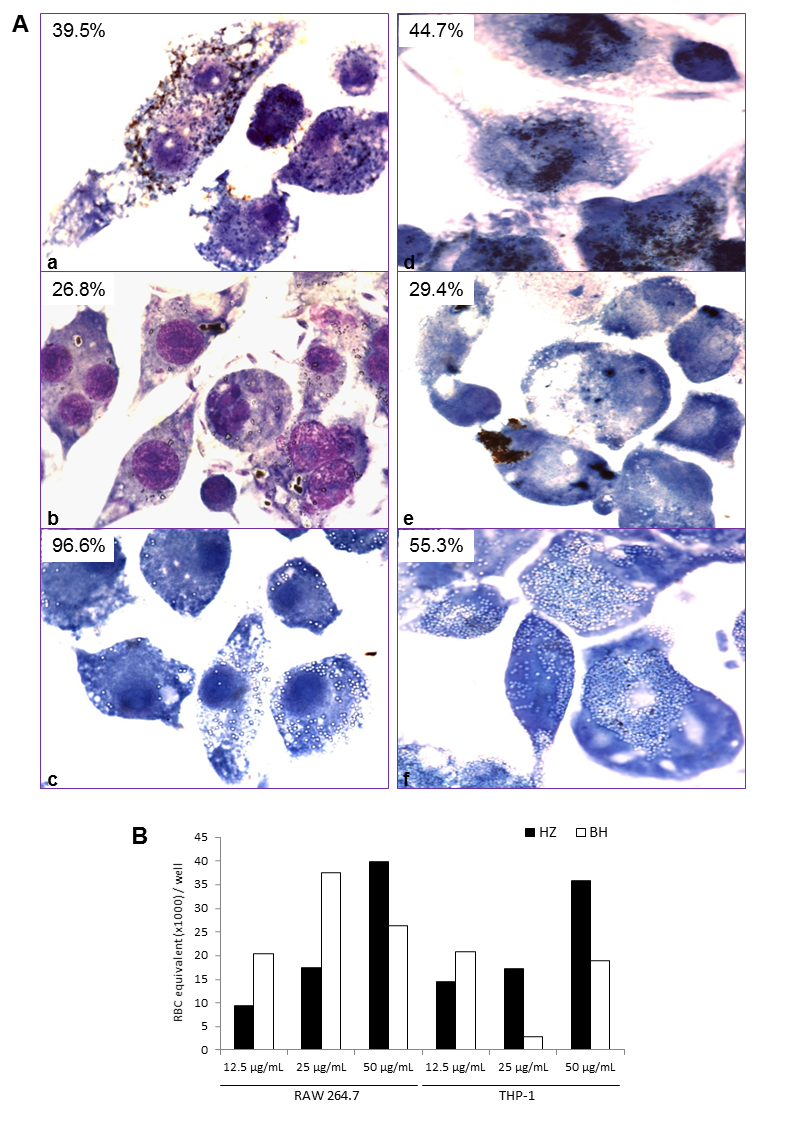 A
39.5%
44.7%
a
d
26.8%
29.4%
b
e
96.6%
55.3%
c
f
B
HZ BH
RBC equivalent (x1000) / well
45
40
35
30
25
20
15
10
5
0
12.5 µg/mL 25 µg/mL 50 µg/mL 12.5 µg/mL 25 µg/mL 50 µg/mL
RAW 264.7 THP-1